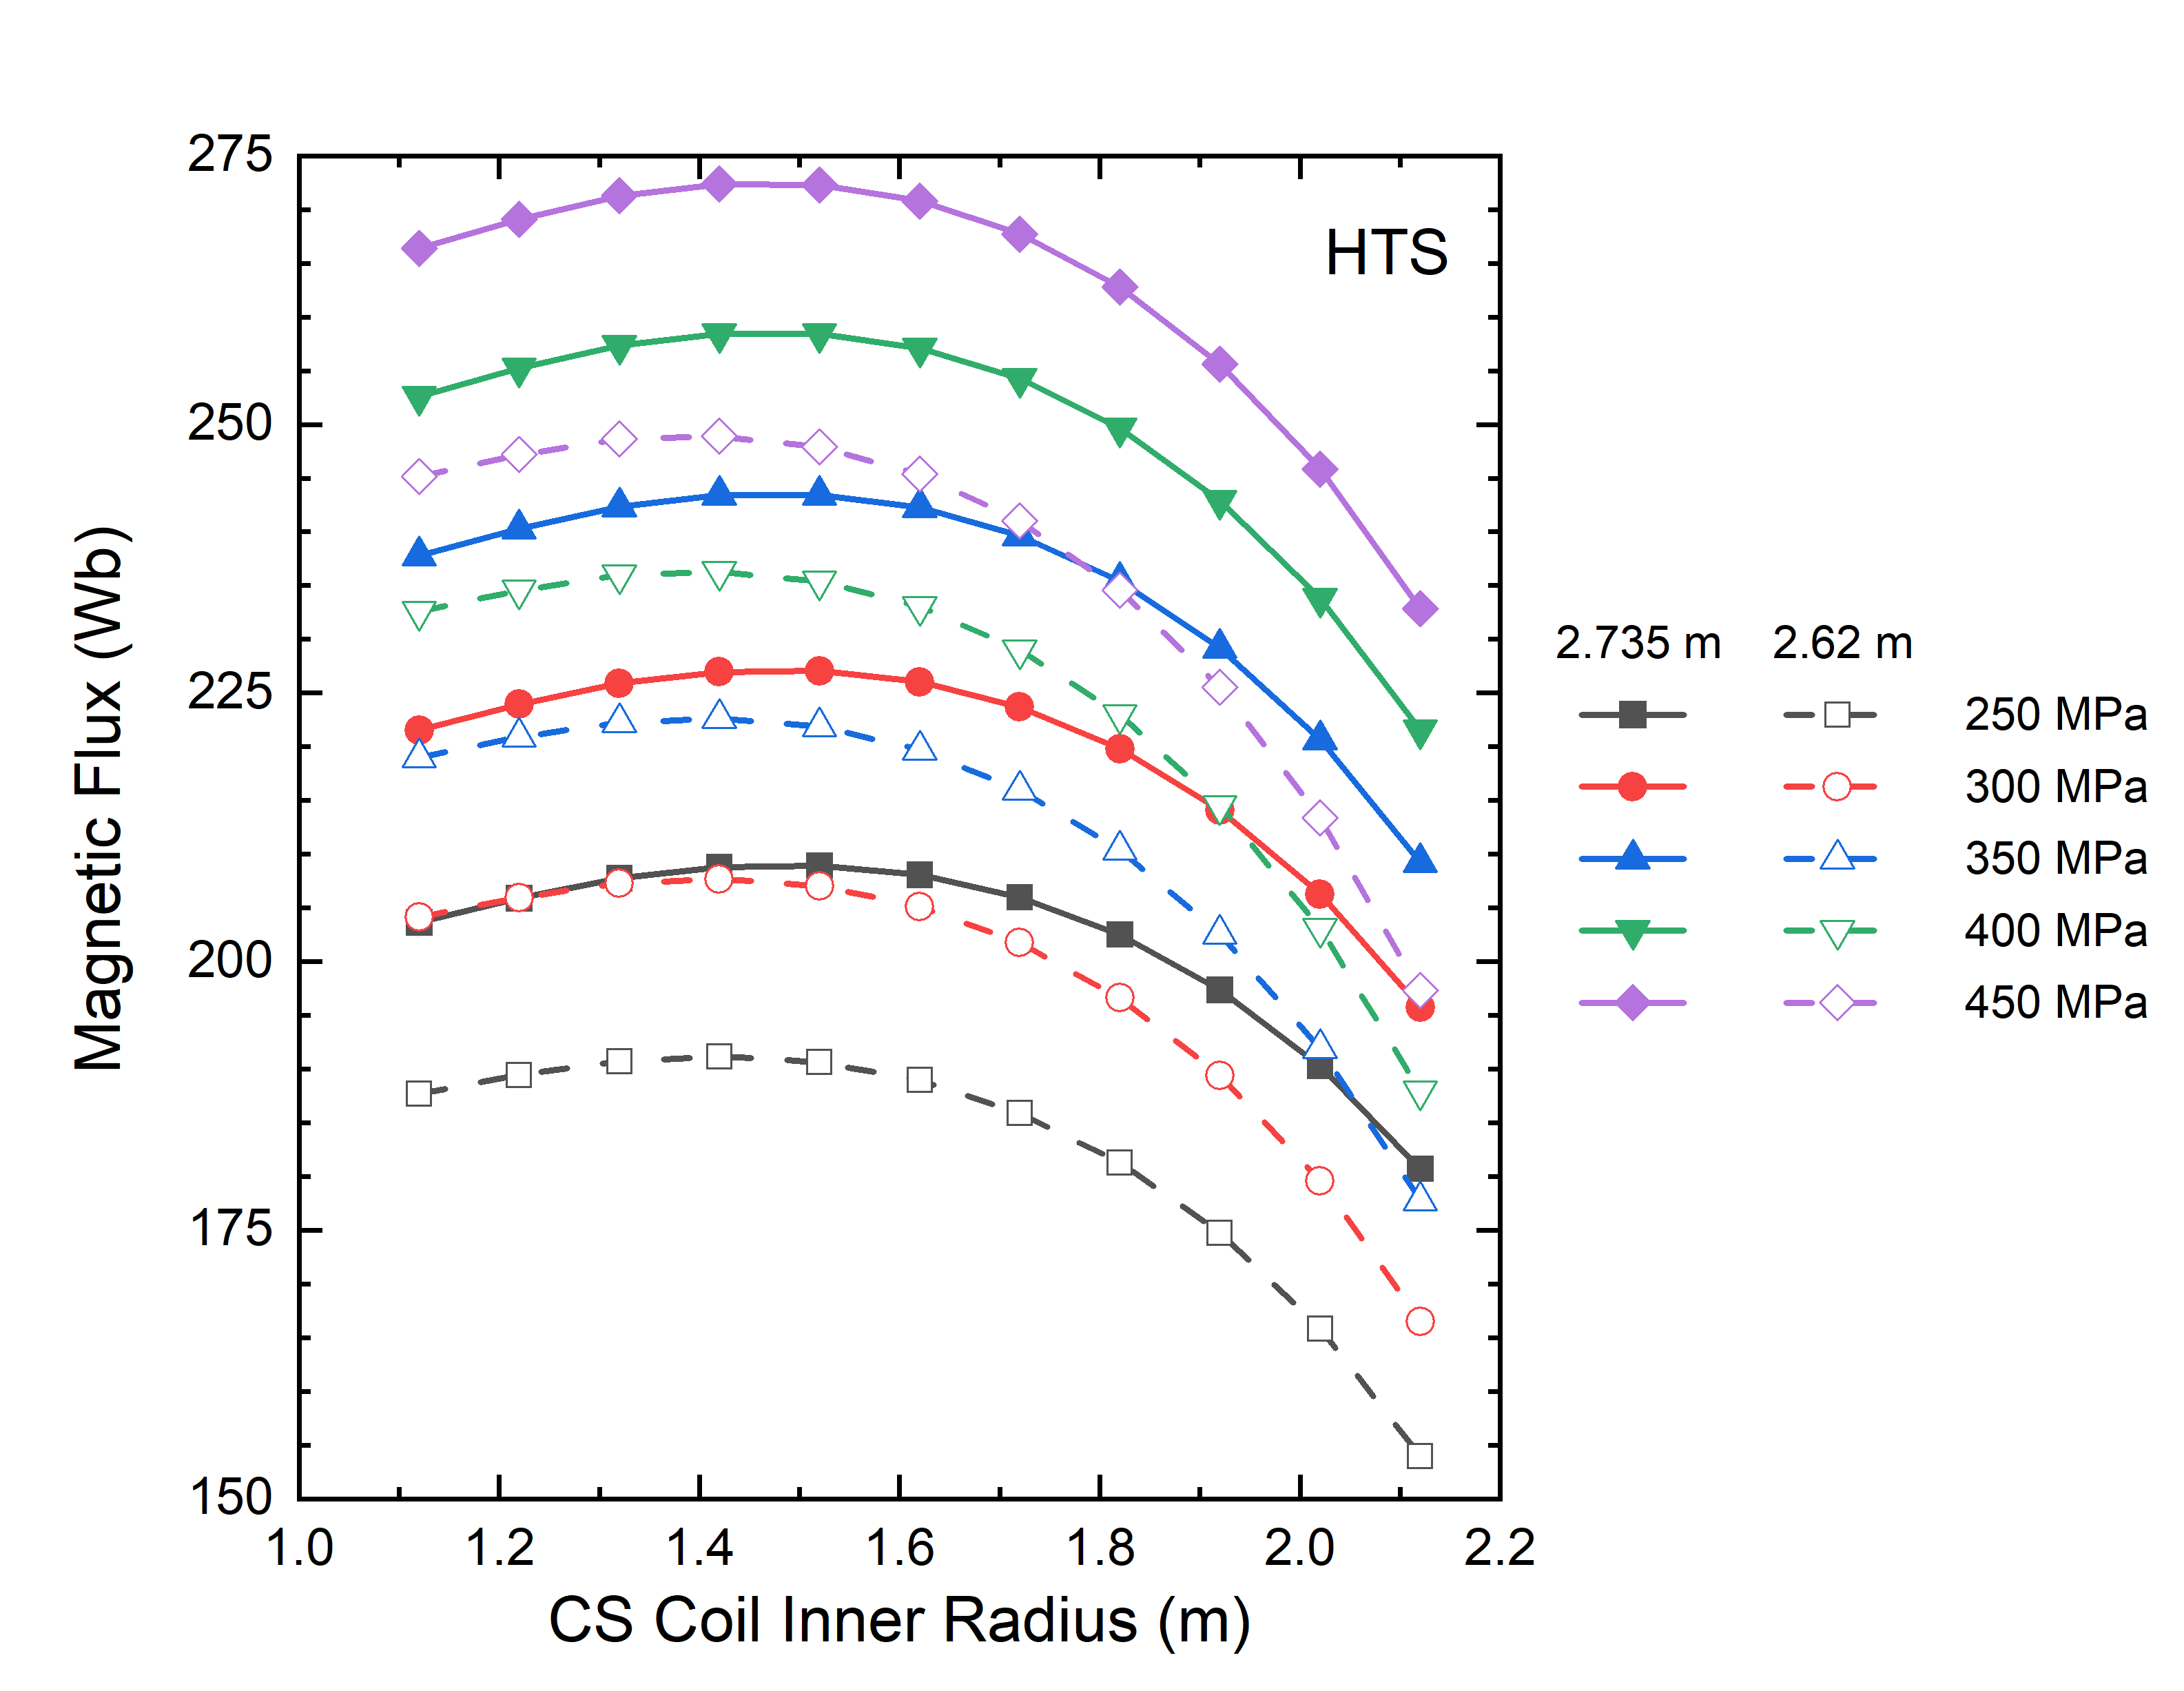 275
250
225
200
175
150
Magnetic Flux (Wb)
HTS
1.0 1.2 1.4 1.6 1.8 2.0 2.2
CS Coil Inner Radius (m)
2.735 m 2.62 m
250 MPa
300 MPa
350 MPa
400 MPa
450 MPa